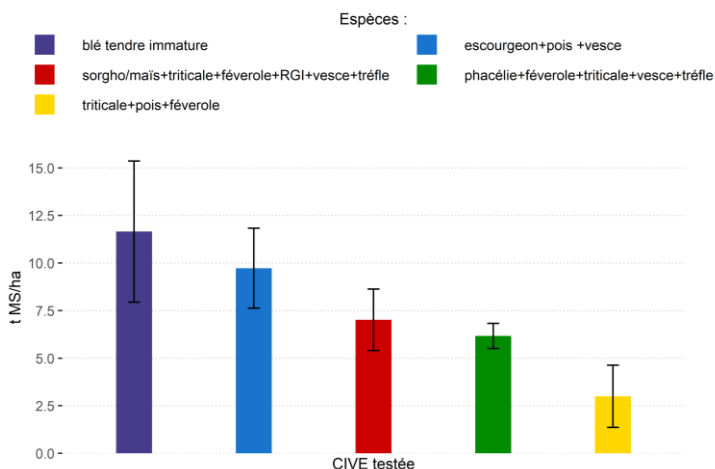 Espèces :
blé tendre immature
escourgeon+pois +vesce
sorgho/maïs+triticale+féverole+RGI+vesce+tréfle
phacélie+féverole+triticale+vesce+tréfle
triticale+pois+féverole
15.0
12.5
10.0
7.5
5.0
2.5
0.0
t MS/ha
CIVE testée